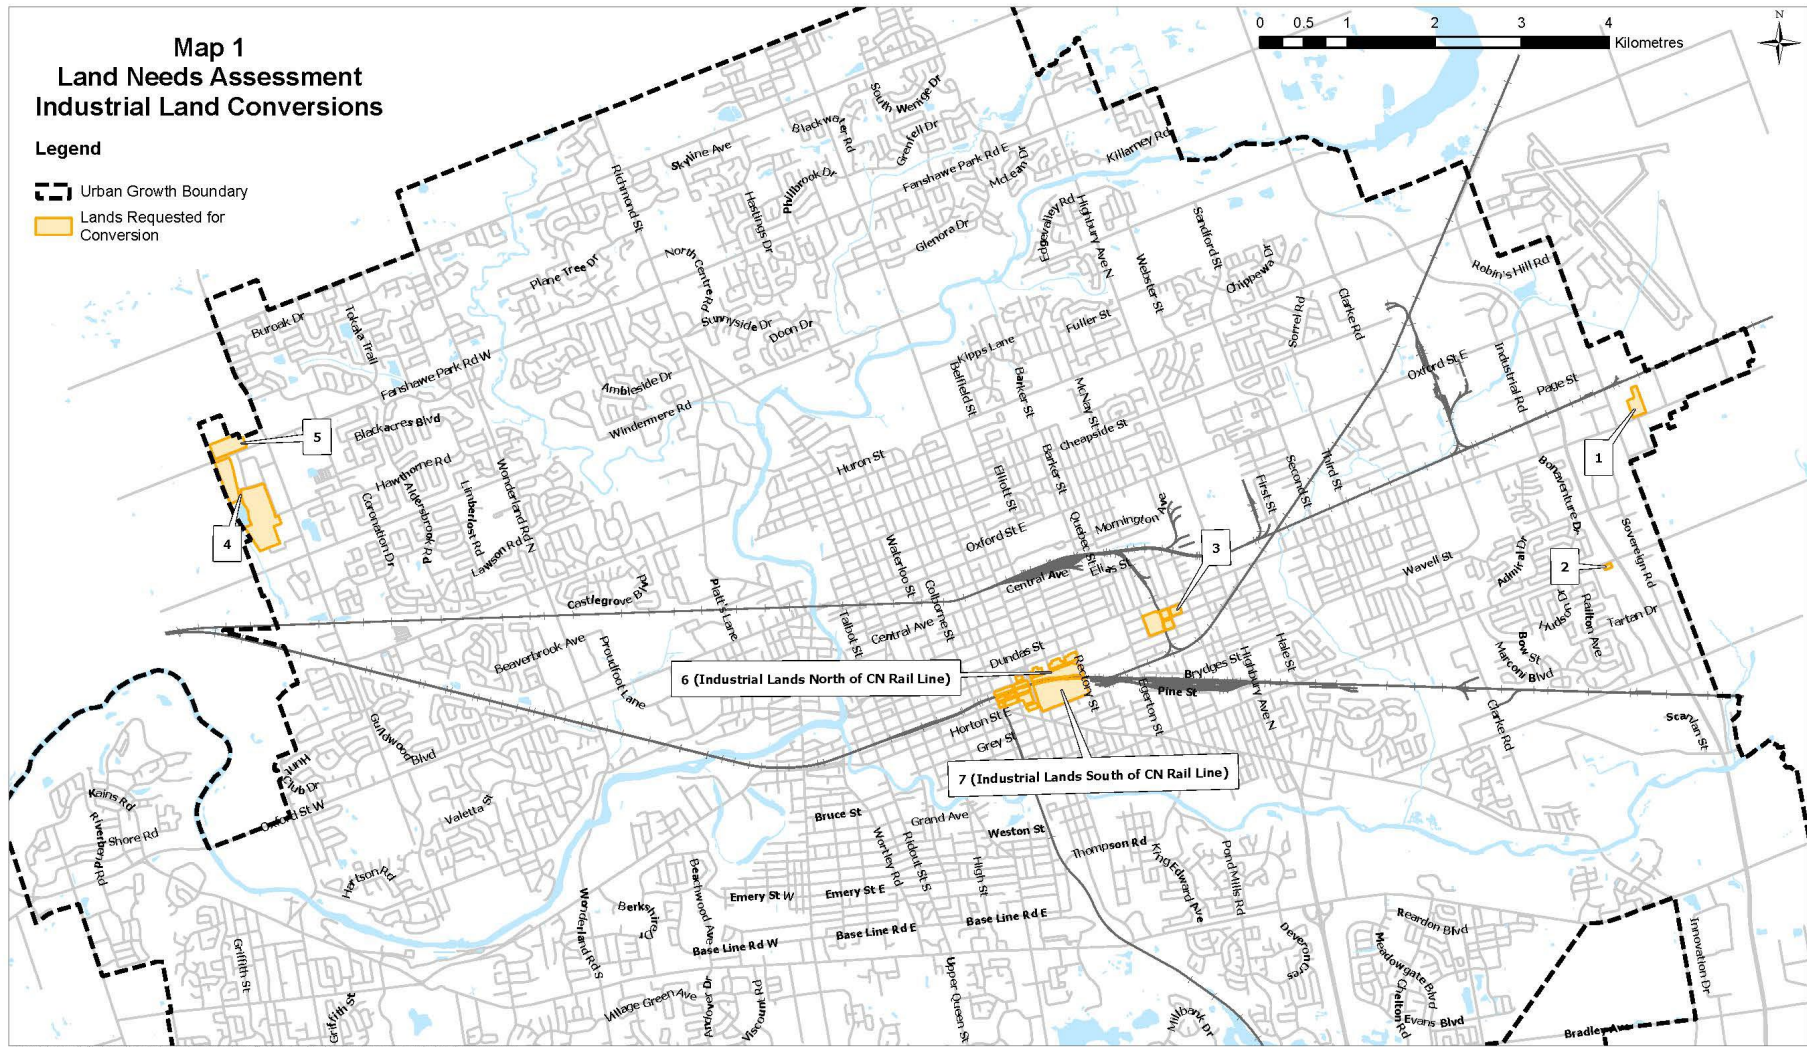 Map 1
Land Needs Assessment
Industrial Land Conversions
Legend
Urban Growth Boundary
Lands Requested for
Conversion
0 0.5 1 2 3 4
Kilometres
N
South Wenige Dr
Blackwater Rd
Grenfell Dr
Skyline Ave
Fanshawe Park Rd E
McLean Dr
Killarney Rd
Phillbrook Dr
Richmond St
Hastings Dr
Glenora Dr
Edgevalley Rd
Highbury Ave N
Sandford St
Chippewa Dr
Webster St
Robin's Hill Rd
Plane Tree Dr
North Centre Rd
Sunnyside Dr
Doon Dr
Fuller St
Sorrel Rd
Clarke Rd
Buroak Dr
Tokala Trail
Fanshawe Park Rd W
Kipps Lane
Belfield St
Barker St
McNay St
Cheapside St
Oxford St E
Industrial Rd
Page St
Ambleside Dr
Windermere Rd
Blackacres Blvd
5
1
Huron St
Barker St
Hawthorne Rd
Aldersbrook Rd
Limberlost Rd
Wonderland Rd N
Coronation Dr
Lawson Rd
4
Elliott St
Oxford St E
Quebec St
Mornington Ave
First St
Second St
Third St
Bonaventure Dr
Sovereign Rd
3
2
Waterloo St
Colborne St
Central Ave
Elias St
Wavell St
Admiral Dr
Castlegrove Blvd
Platt's Lane
Talbot St
Central Ave
Railton Ave
Tartan Dr
Bow St
Marconi Blvd
Beaverbrook Ave
Proudfoot Lane
Dundas St
Rectory St
Brydges St
Pine St
Highbury Ave N
Hale St
Egerton St
6 (Industrial Lands North of CN Rail Line)
Horton St E
Grey St
Clarke Rd
Scanlan St
7 (Industrial Lands South of CN Rail Line)
Gunldwood Blvd
Hunt Club Dr
Oxford St W
Kains Rd
Riverbend Rd
Shore Rd
Valetta St
Hartson Rd
Bruce St
Grand Ave
Weston St
Wortley Rd
Ridout St S
High St
Thompson Rd
King Edward Ave
Pond Mills Rd
Beachwood Ave
Emery St W
Emery St E
Berkshire Dr
Wonderland Rd S
Base Line Rd W
Base Line Rd E
Base Line Rd E
Deveron Cres
Reardon Blvd
Meadowgate Blvd
Chelton Rd
Evans Blvd
Innovation Dr
Bradley Ave
Griffith St
Griffith St
Village Green Ave
Andover Dr
Viscount Rd
Upper Queen St
Millbank Dr